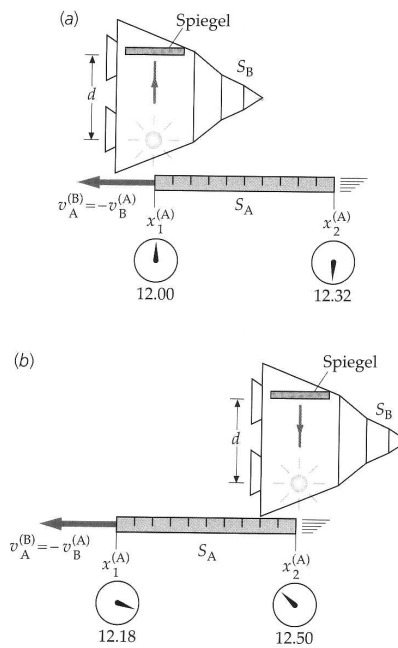 (a)
Spiegel
S_B
d
v_A^(B) = −v_B^(A)
S_A
x_1^(A) x_2^(A)
12.00 12.32
(b)
Spiegel
S_B
d
v_A^(B) = −v_B^(A)
S_A
x_1^(A) x_2^(A)
12.18 12.50